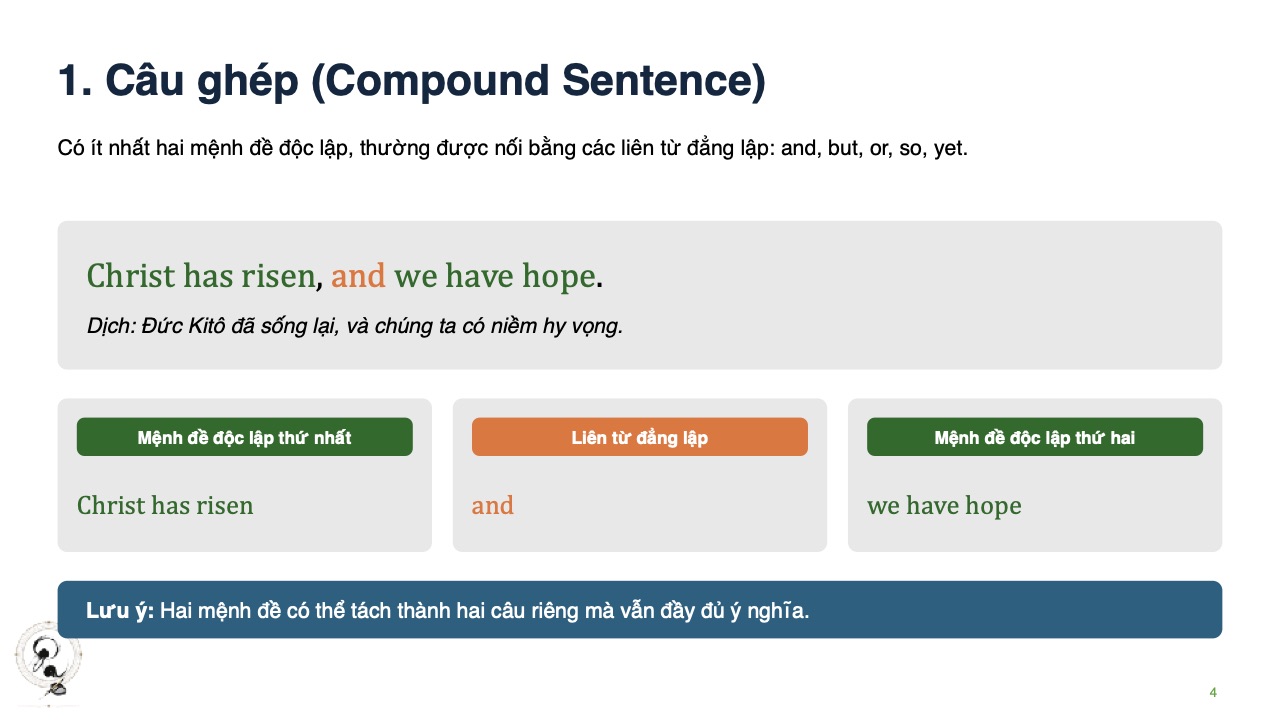 1. Câu ghép (Compound Sentence)
Có ít nhất hai mệnh đề độc lập, thường được nối bằng các liên từ đẳng lập: and, but, or, so, yet.
Christ has risen, and we have hope.
Dịch: Đức Kitô đã sống lại, và chúng ta có niềm hy vọng.
Mệnh đề độc lập thứ nhất
Christ has risen
Liên từ đẳng lập
and
Mệnh đề độc lập thứ hai
we have hope
Lưu ý: Hai mệnh đề có thể tách thành hai câu riêng mà vẫn đầy đủ ý nghĩa.
4